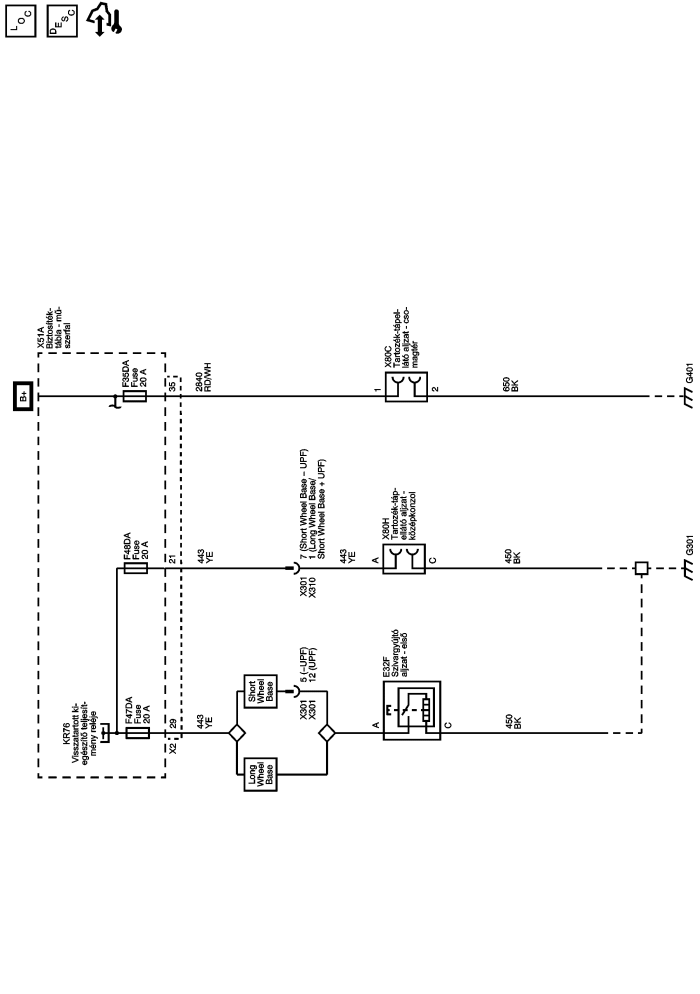 LOC
DESC
B+
X51A
Biztosíték-
tábla - mű-
szerfal
KR76
Visszatartott ki-
egészítő teljesít-
mény reléje
F47DA
Fuse
20 A
F48DA
Fuse
20 A
F35DA
Fuse
20 A
X2
29
21
35
443
YE
443
YE
2840
RD/WH
Long
Wheel
Base
Short
Wheel
Base
X301
X301
5 (–UPF)
12 (UPF)
X301
X310
7 (Short Wheel Base – UPF)
1 (Long Wheel Base/
Short Wheel Base + UPF)
443
YE
A
E32F
Szivargyújtó
aljzat - első
C
A
X80H
Tartozék-táp-
ellátó aljzat -
középkonzol
C
1
X80C
Tartozék-tápel-
látó aljzat - cso-
magtér
2
450
BK
450
BK
650
BK
G301
G401